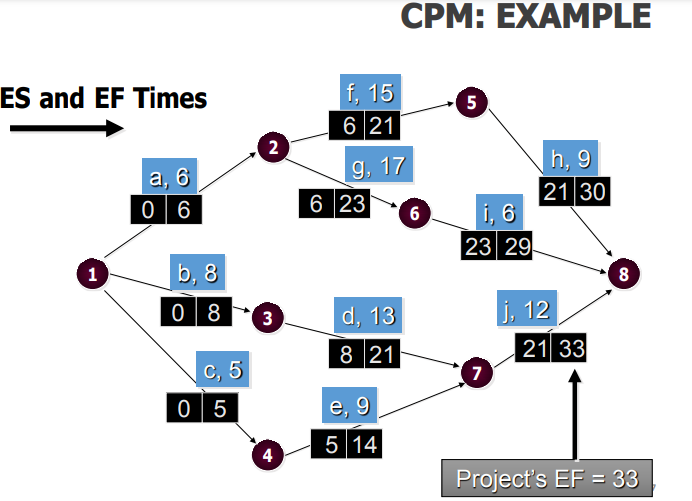 CPM: EXAMPLE
ES and EF Times
f, 15
6 21
5
2
h, 9
21 30
g, 17
6 23
a, 6
0 6
6
i, 6
23 29
1
8
b, 8
0 8
3
d, 13
8 21
j, 12
21 33
7
c, 5
0 5
e, 9
5 14
4
Project's EF = 33